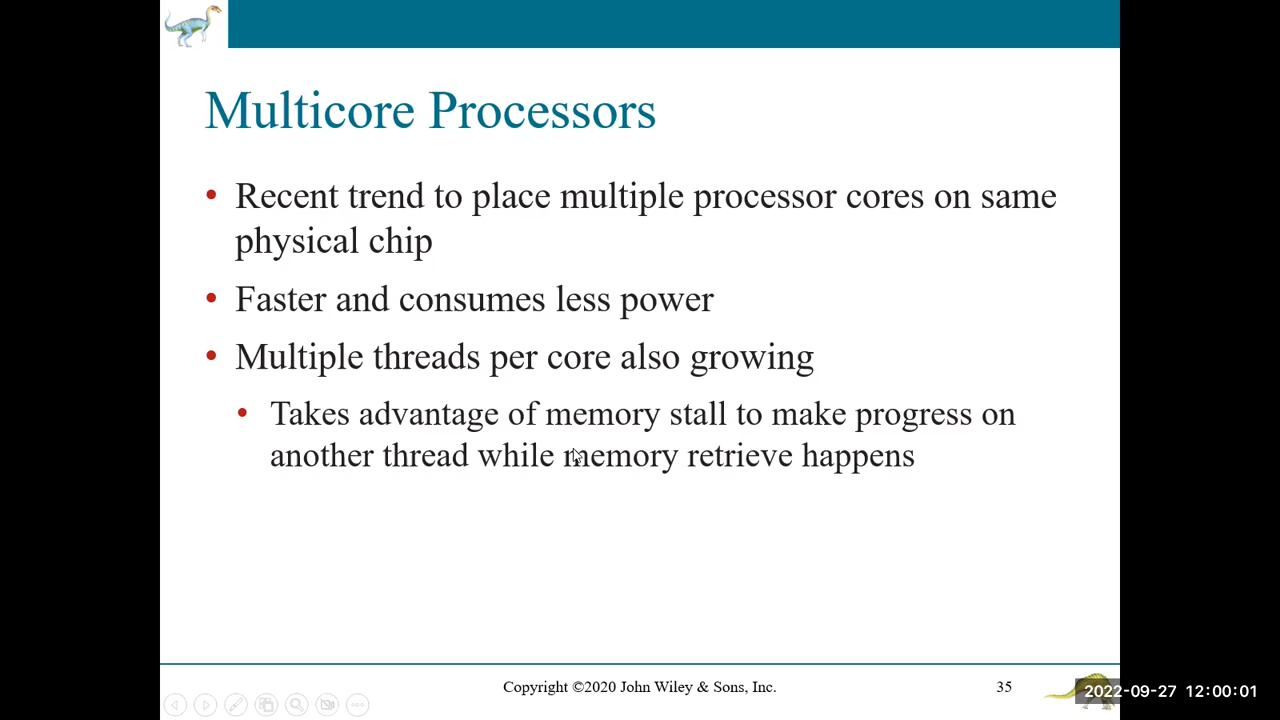 Multicore Processors
• Recent trend to place multiple processor cores on same
physical chip
• Faster and consumes less power
• Multiple threads per core also growing
• Takes advantage of memory stall to make progress on
another thread while memory retrieve happens
Copyright ©2020 John Wiley & Sons, Inc.
35
2022-09-27 12:00:01